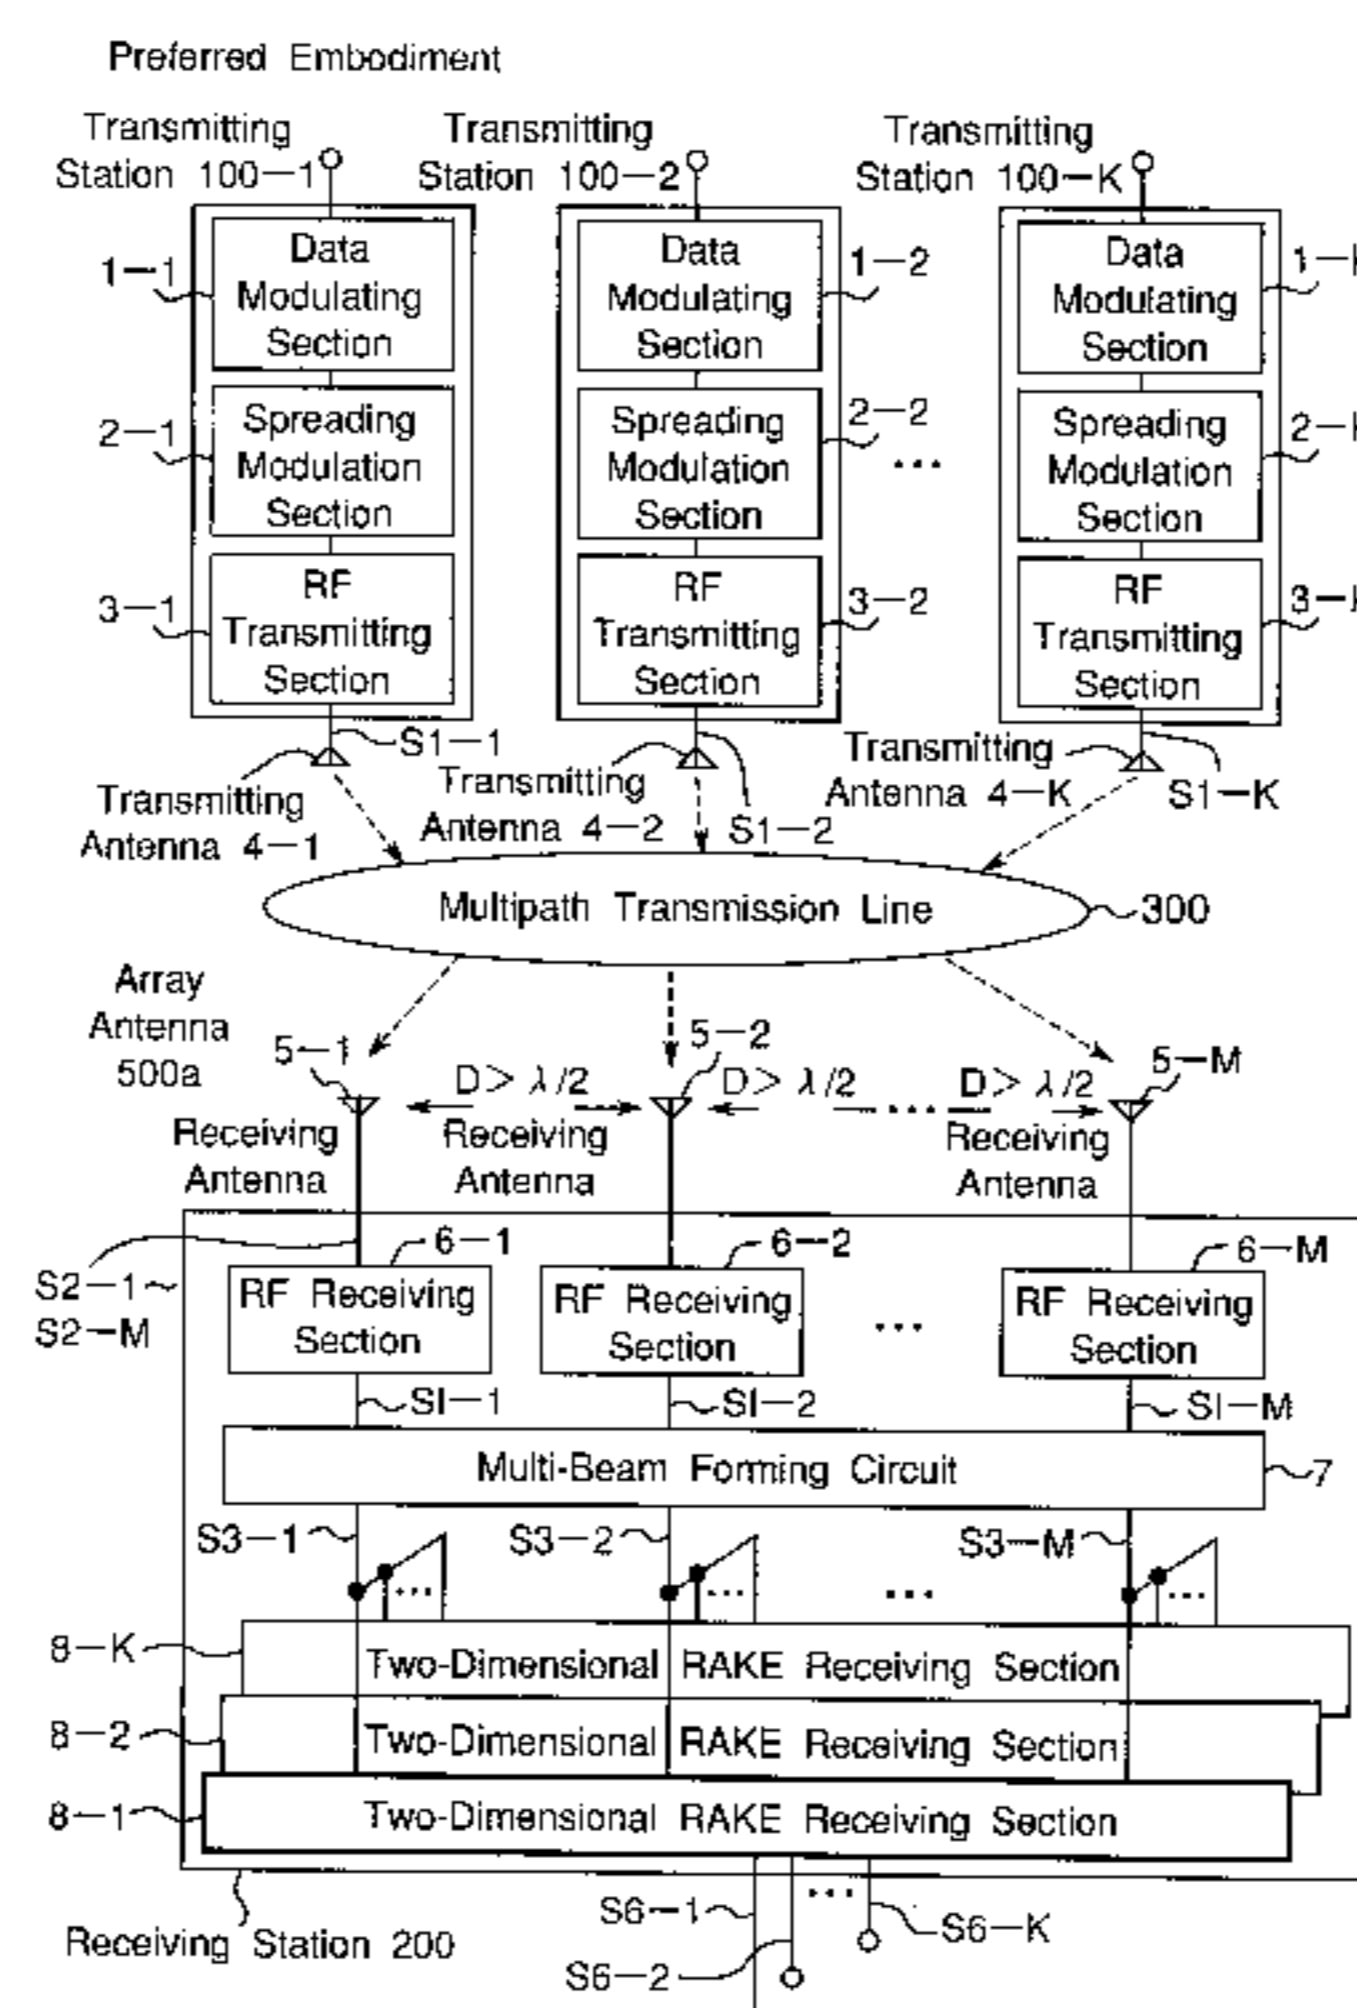 Preferred Embodiment
Transmitting
Station 100-1
Transmitting
Station 100-2
Transmitting
Station 100-K
1-1
Data
Modulating
Section
Data
Modulating
Section
1-2
Data
Modulating
Section
2-1
Spreading
Modulation
Section
Spreading
Modulation
Section
2-2
...
Spreading
Modulation
Section
3-1
RF
Transmitting
Section
RF
Transmitting
Section
3-2
RF
Transmitting
Section
S1-1
Transmitting
Antenna 4-1
Transmitting
Antenna 4-2
S1-2
Transmitting
Antenna 4-K
S1-K
Multipath Transmission Line
300
Array
Antenna
500a
5-1
5-2
5-M
D > λ/2
D > λ/2
...
D > λ/2
Receiving
Antenna
Receiving
Antenna
Receiving
Antenna
S2-1~
S2-M
6-1
6-2
6-M
RF Receiving
Section
RF Receiving
Section
...
RF Receiving
Section
SI-1
SI-2
SI-M
Multi-Beam Forming Circuit
7
S3-1
S3-2
S3-M
...
...
...
...
8-K
Two-Dimensional RAKE Receiving Section
8-2
Two-Dimensional RAKE Receiving Section
8-1
Two-Dimensional RAKE Receiving Section
...
S6-1
S6-K
Receiving Station 200
S6-2